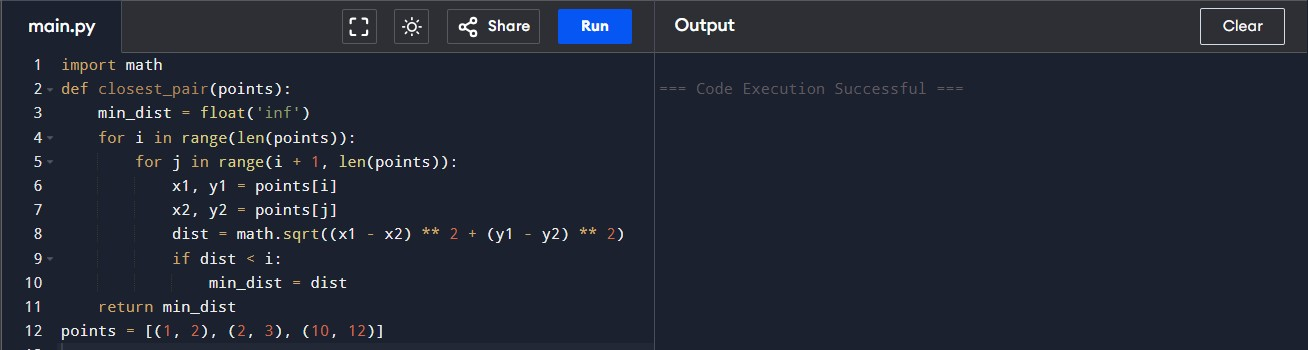 main.py Share Run Output Clear
1 import math
2 def closest_pair(points):
3     min_dist = float('inf')
4     for i in range(len(points)):
5         for j in range(i + 1, len(points)):
6             x1, y1 = points[i]
7             x2, y2 = points[j]
8             dist = math.sqrt((x1 - x2) ** 2 + (y1 - y2) ** 2)
9             if dist < i:
10                 min_dist = dist
11     return min_dist
12 points = [(1, 2), (2, 3), (10, 12)]
=== Code Execution Successful ===